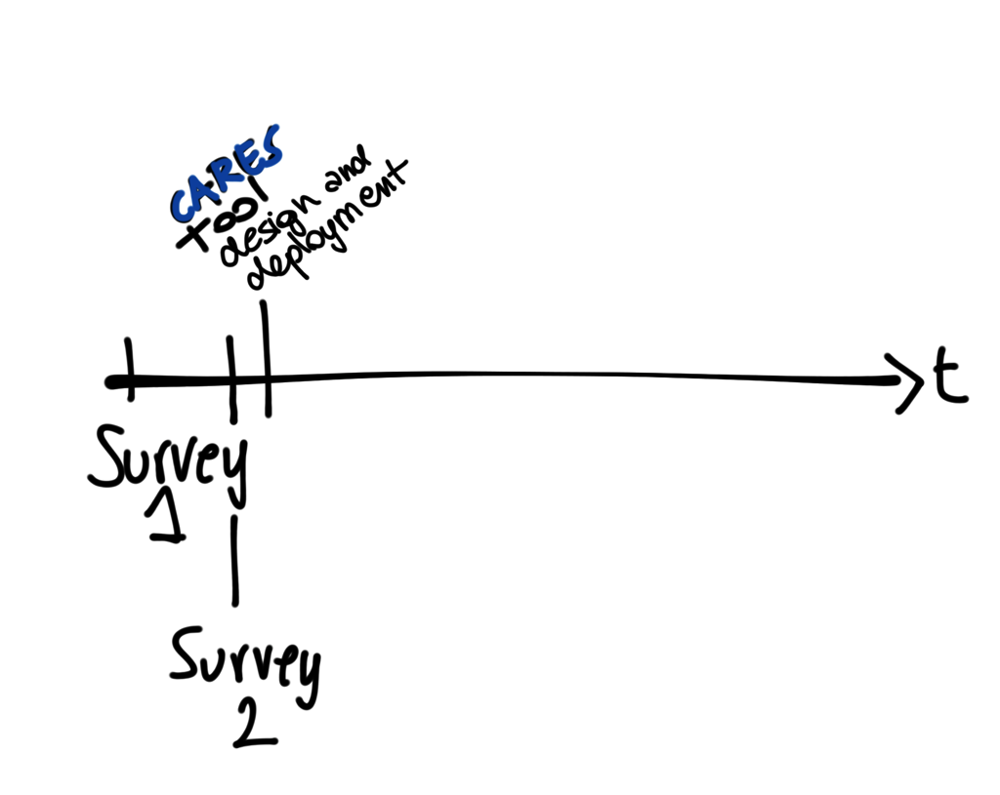 CARES
tool
design and
deployment
t
Survey
1
Survey
2